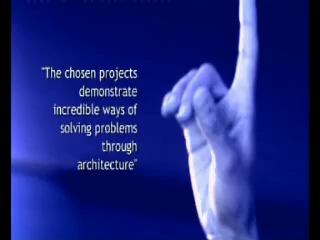 "The chosen projects
demonstrate
incredible ways of
solving problems
through
architecture"